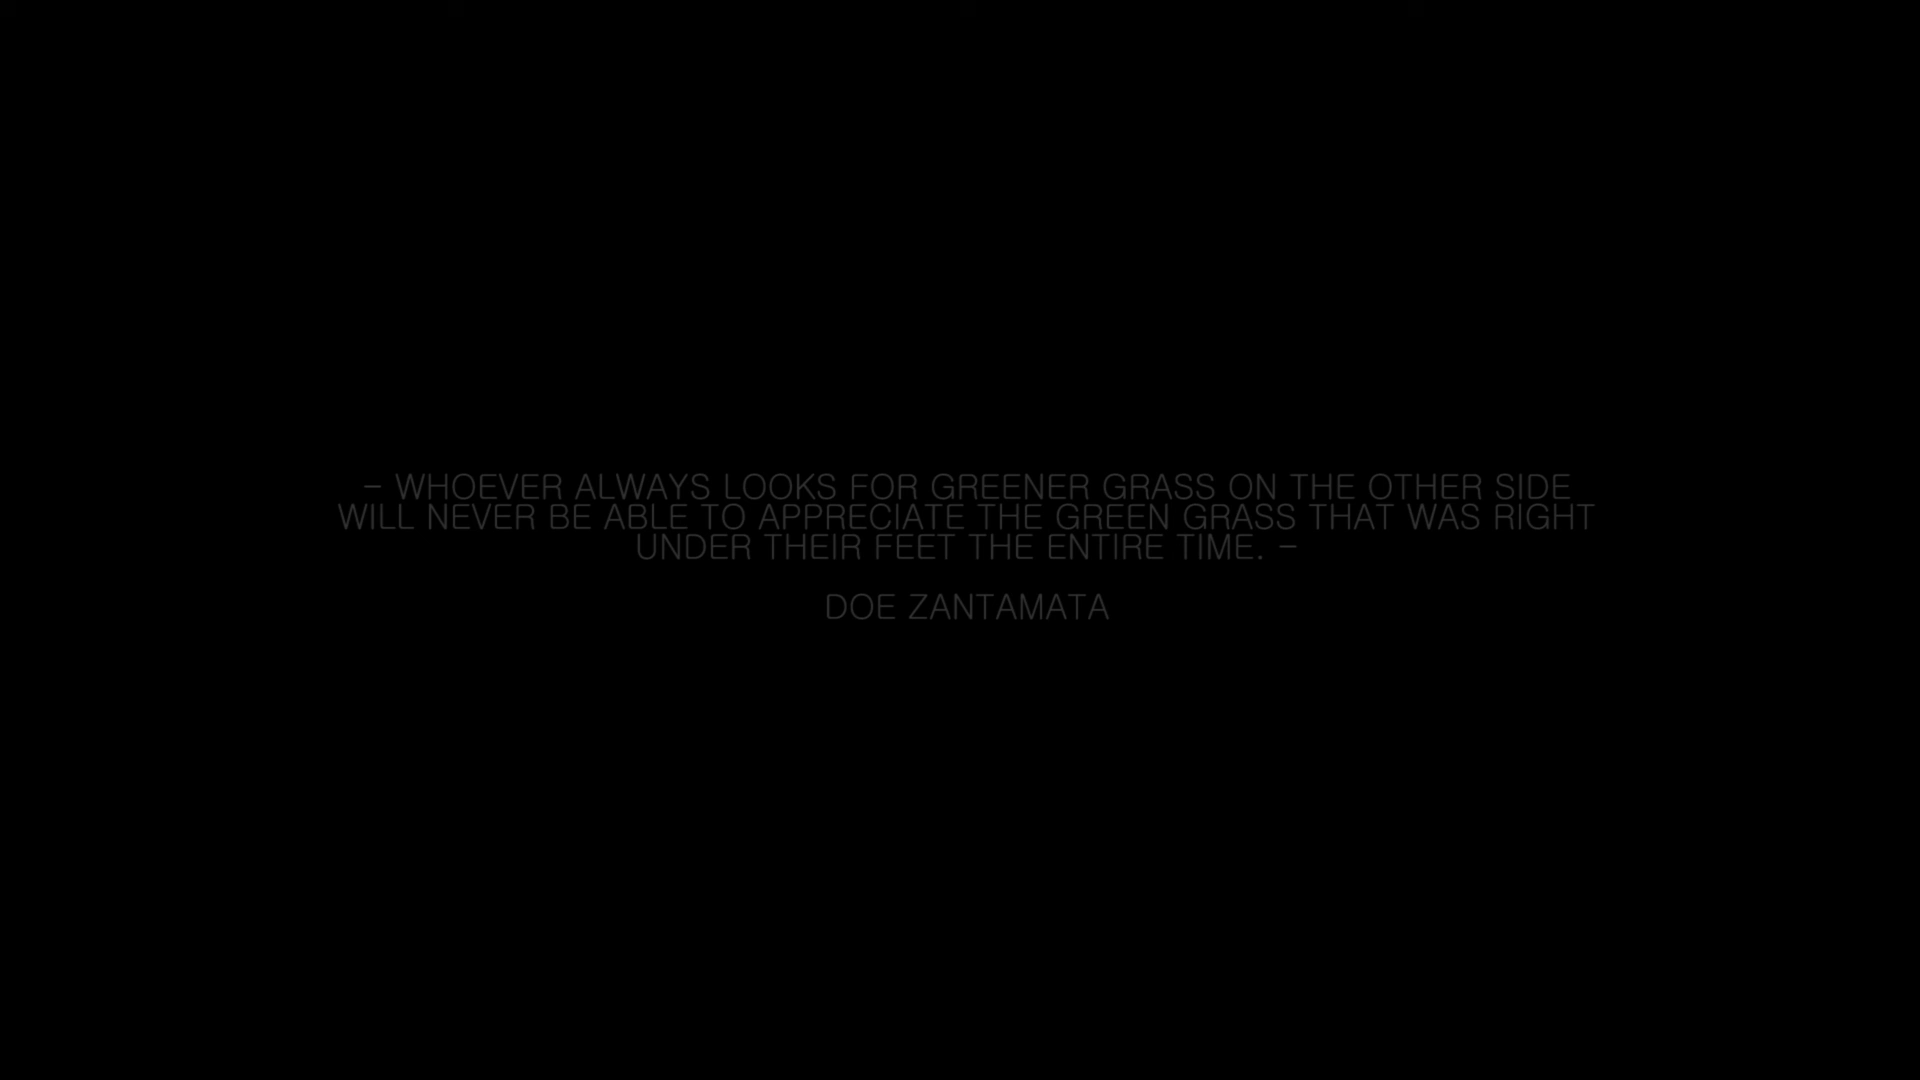 – WHOEVER ALWAYS LOOKS FOR GREENER GRASS ON THE OTHER SIDE
WILL NEVER BE ABLE TO APPRECIATE THE GREEN GRASS THAT WAS RIGHT
UNDER THEIR FEET THE ENTIRE TIME. –
DOE ZANTAMATA